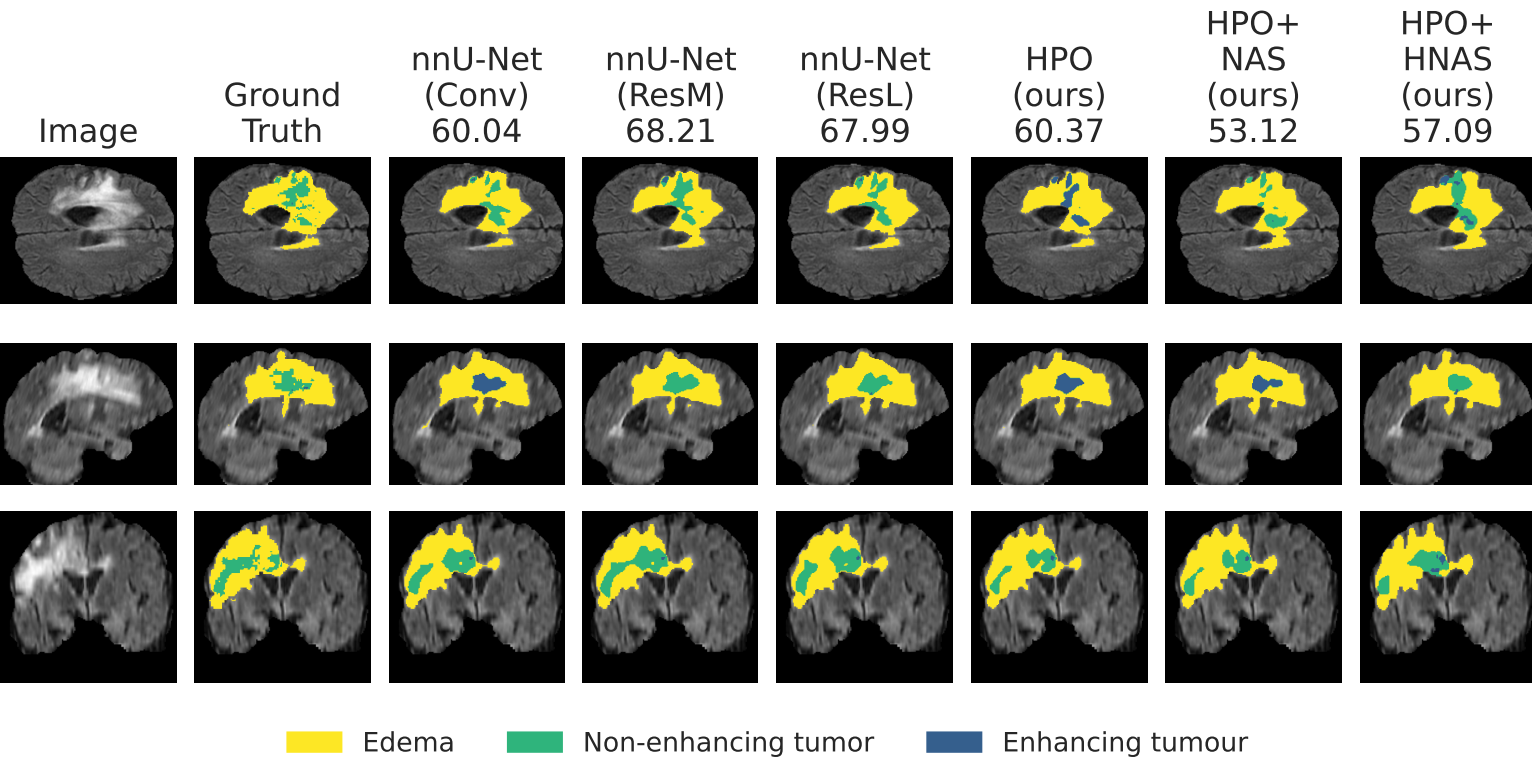 Image
Ground
Truth
nnU-Net
(Conv)
60.04
nnU-Net
(ResM)
68.21
nnU-Net
(ResL)
67.99
HPO
(ours)
60.37
HPO+
NAS
(ours)
53.12
HPO+
HNAS
(ours)
57.09
Edema
Non-enhancing tumor
Enhancing tumour